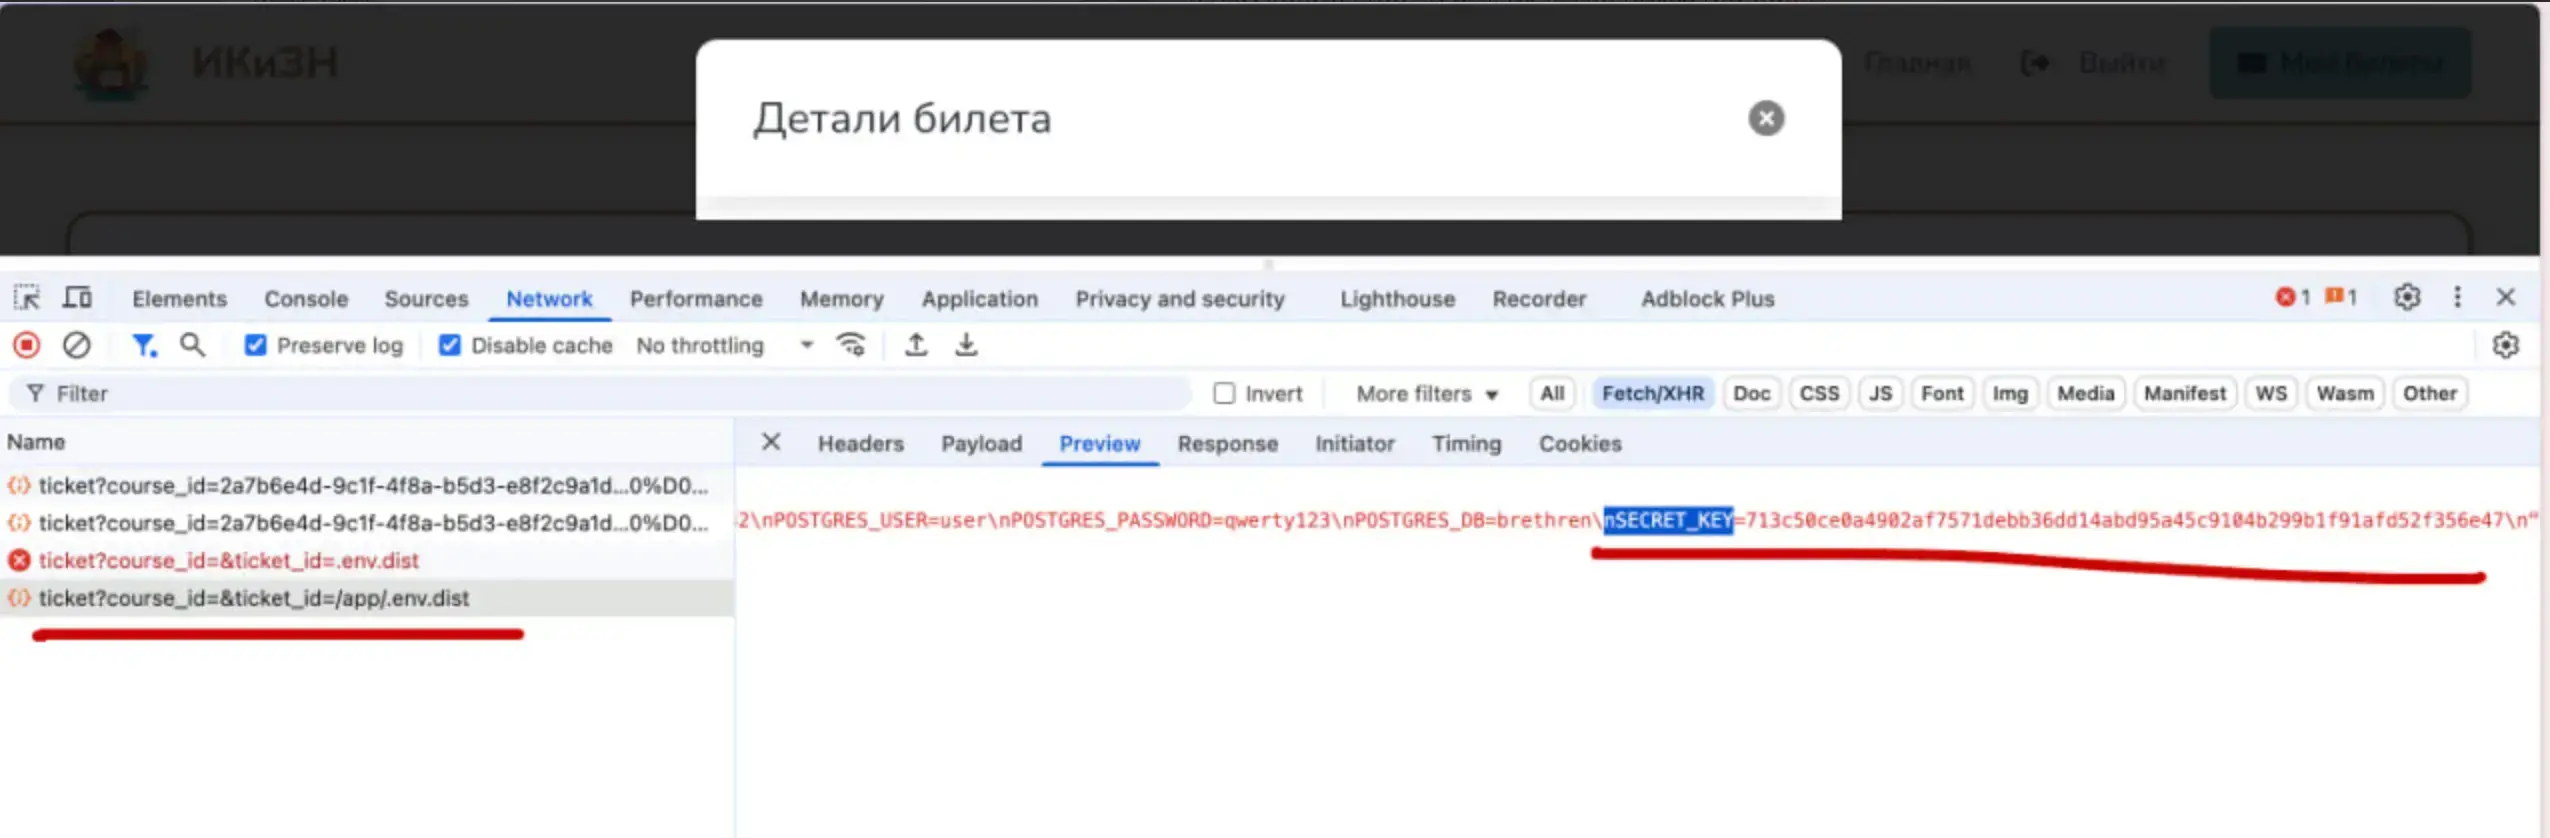 ИКиЗН
Главная Выйти Мои билеты
Детали билета
Elements Console Sources Network Performance Memory Application Privacy and security Lighthouse Recorder Adblock Plus 1 1
Preserve log Disable cache No throttling
Filter Invert More filters All Fetch/XHR Doc CSS JS Font Img Media Manifest WS Wasm Other
Name
Headers Payload Preview Response Initiator Timing Cookies
ticket?course_id=2a7b6e4d-9c1f-4f8a-b5d3-e8f2c9a1d...0%D0...
ticket?course_id=2a7b6e4d-9c1f-4f8a-b5d3-e8f2c9a1d...0%D0...
2\nPOSTGRES_USER=user\nPOSTGRES_PASSWORD=qwerty123\nPOSTGRES_DB=brethren\nSECRET_KEY=713c50ce0a4902af7571debb36dd14abd95a45c9104b299b1f91afd52f356e47\n"
ticket?course_id=&ticket_id=.env.dist
ticket?course_id=&ticket_id=/app/.env.dist